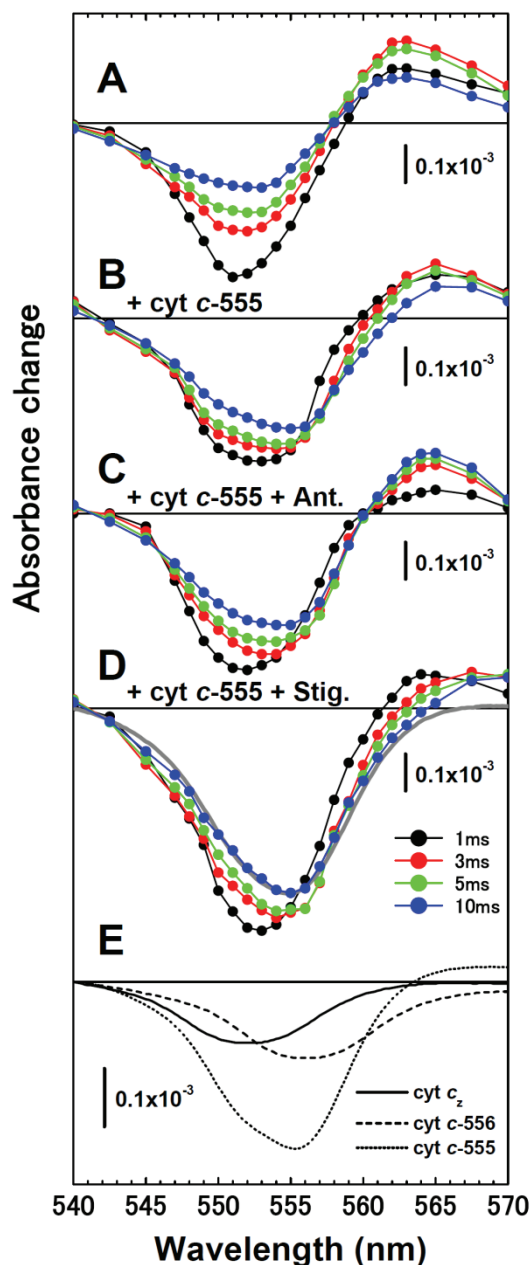 A
0.1x10-3
B
+ cyt c-555
0.1x10-3
C
+ cyt c-555 + Ant.
0.1x10-3
D
+ cyt c-555 + Stig.
0.1x10-3
1ms
3ms
5ms
10ms
E
0.1x10-3
cyt cz
cyt c-556
cyt c-555
540 545 550 555 560 565 570
Wavelength (nm)
Absorbance change